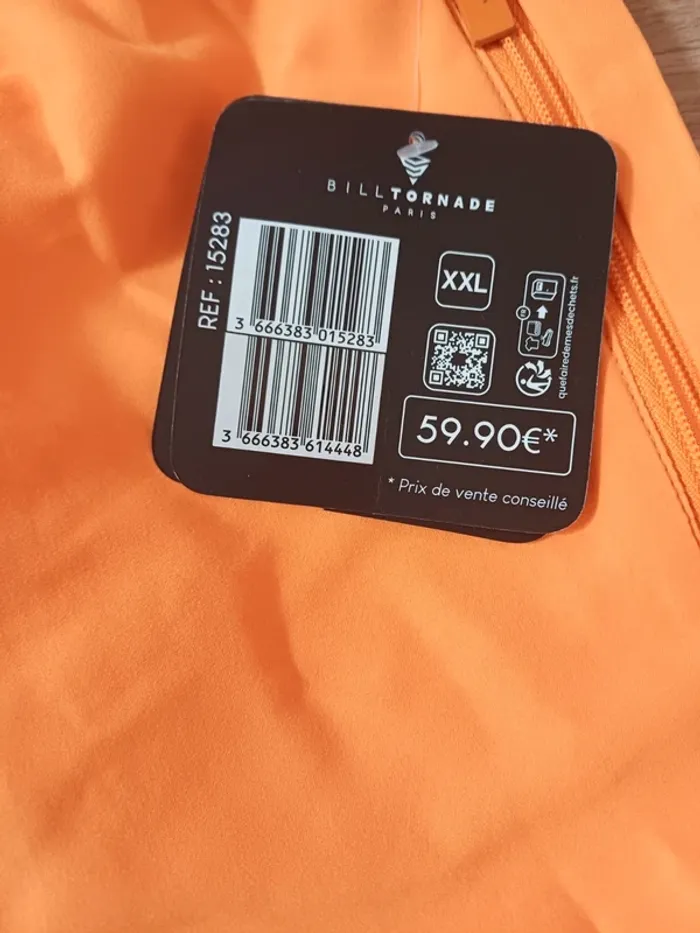 BILLTORNADE
PARIS
REF : 15283
3 666383 015283
3 666383 614448
XXL
FR
quefairedemesdechets.fr
59.90€*
* Prix de vente conseillé